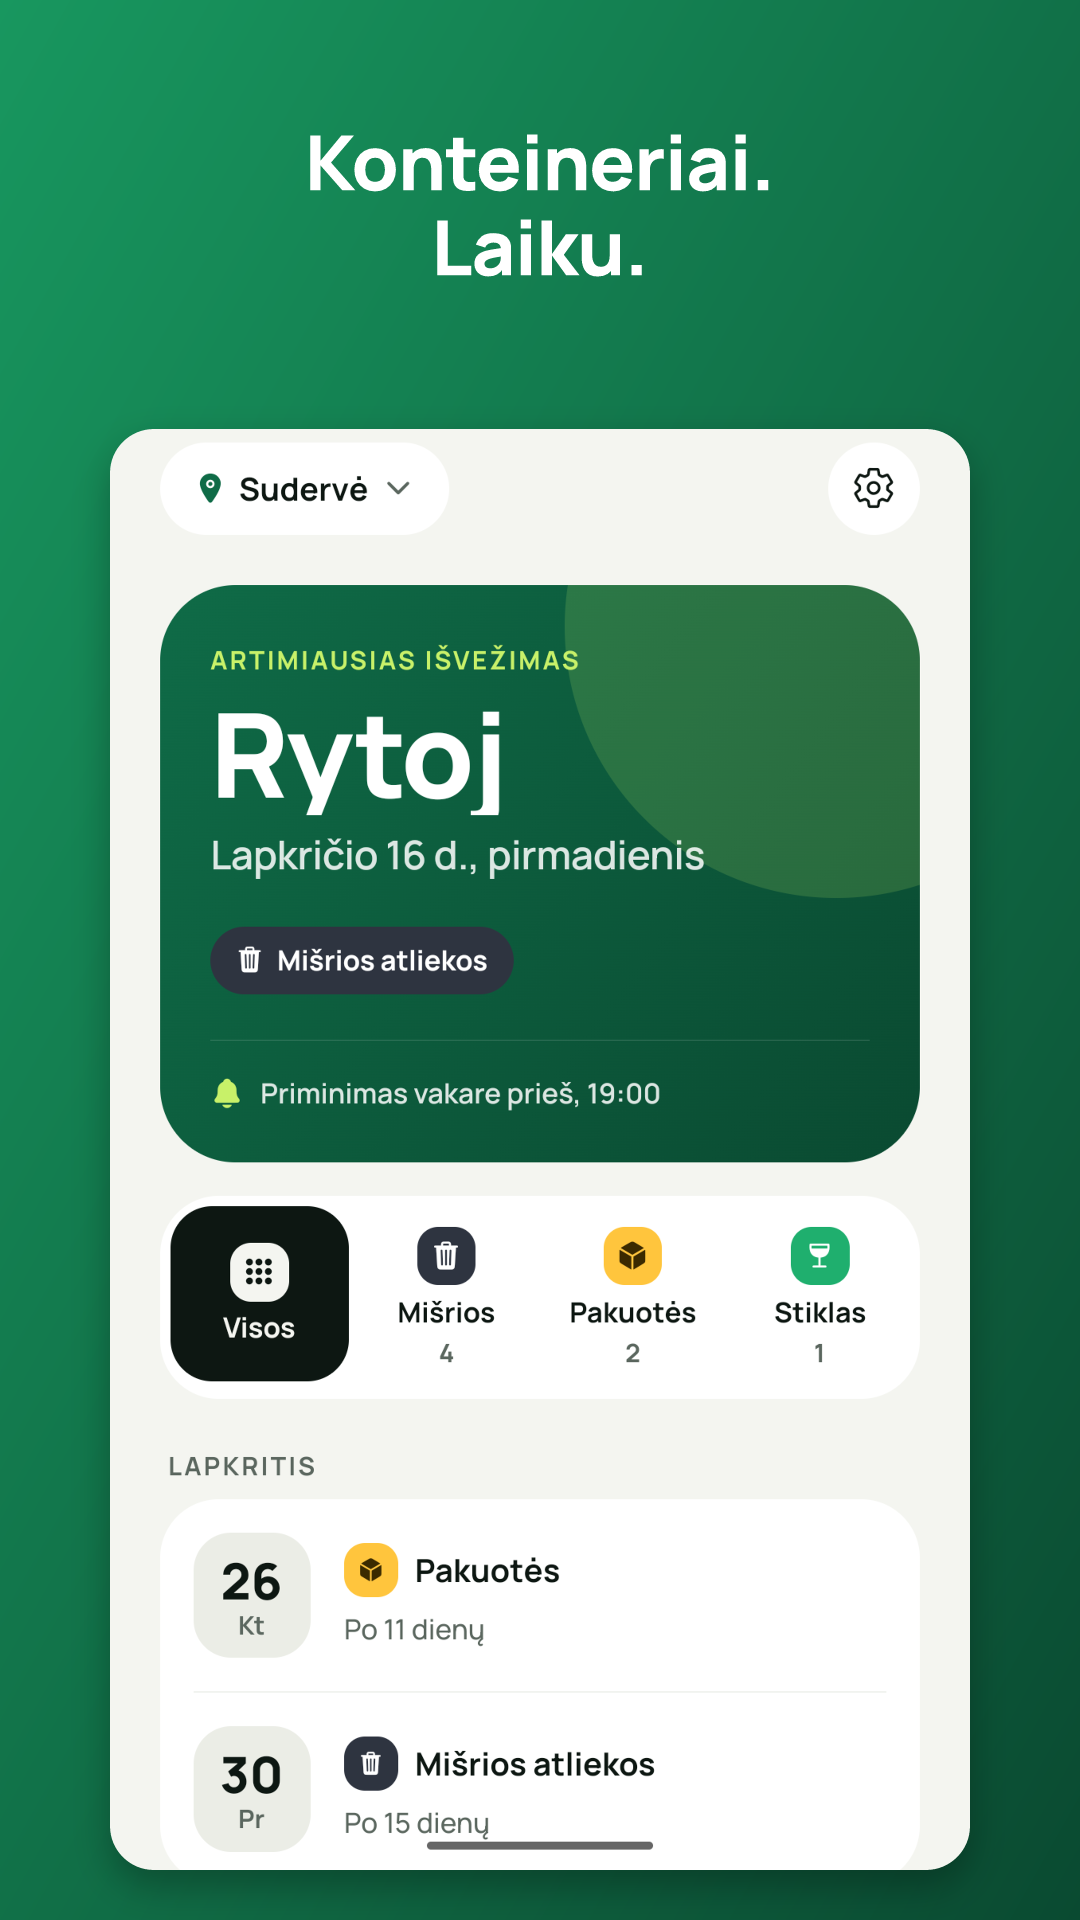 Konteineriai.
Laiku.
Sudervė
ARTIMIAUSIAS IŠVEŽIMAS
Rytoj
Lapkričio 16 d., pirmadienis
Mišrios atliekos
Priminimas vakare prieš, 19:00
Visos
Mišrios
4
Pakuotės
2
Stiklas
1
LAPKRITIS
26
Kt
Pakuotės
Po 11 dienų
30
Pr
Mišrios atliekos
Po 15 dienų